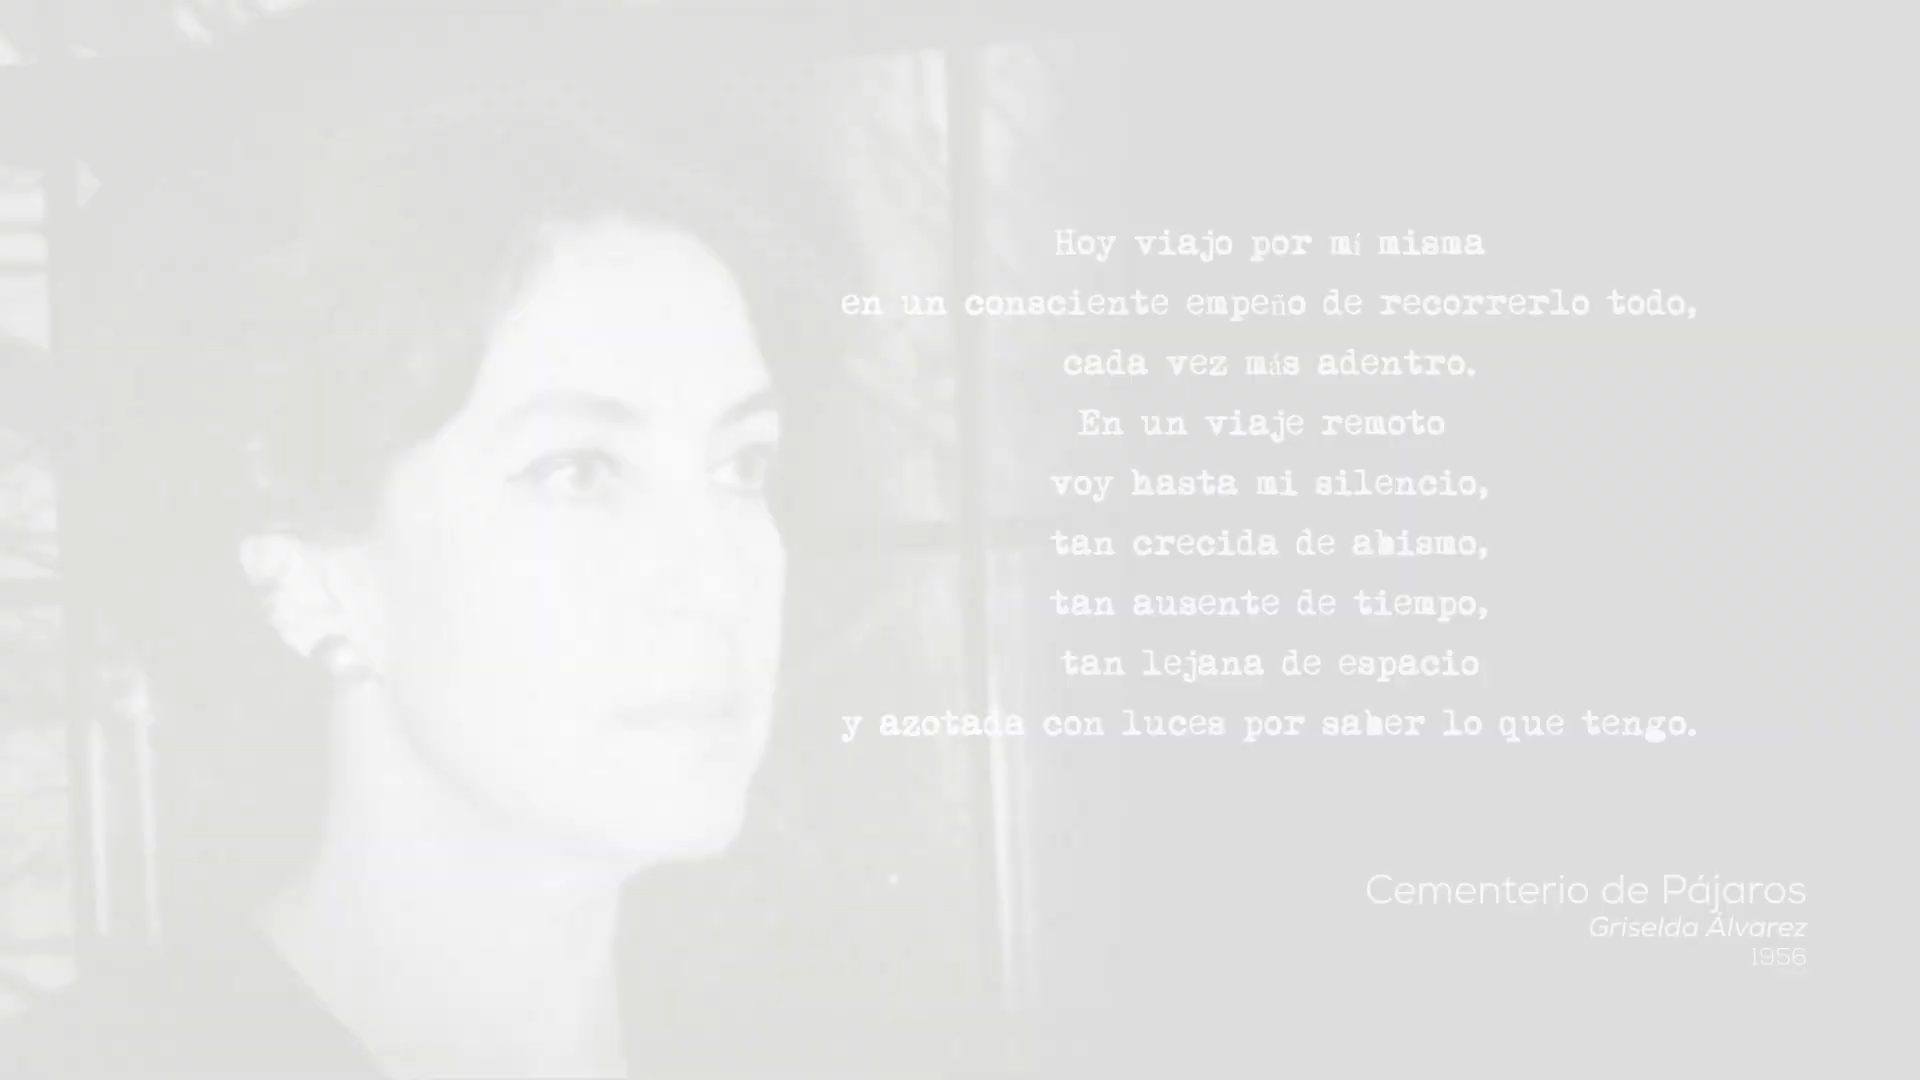 Hoy viajo por mí misma
en un consciente empeño de recorrerlo todo,
cada vez más adentro.
En un viaje remoto
voy hasta mi silencio,
tan crecida de abismo,
tan ausente de tiempo,
tan lejana de espacio
y azotada con luces por saber lo que tengo.
Cementerio de Pájaros
Griselda Álvarez
1956